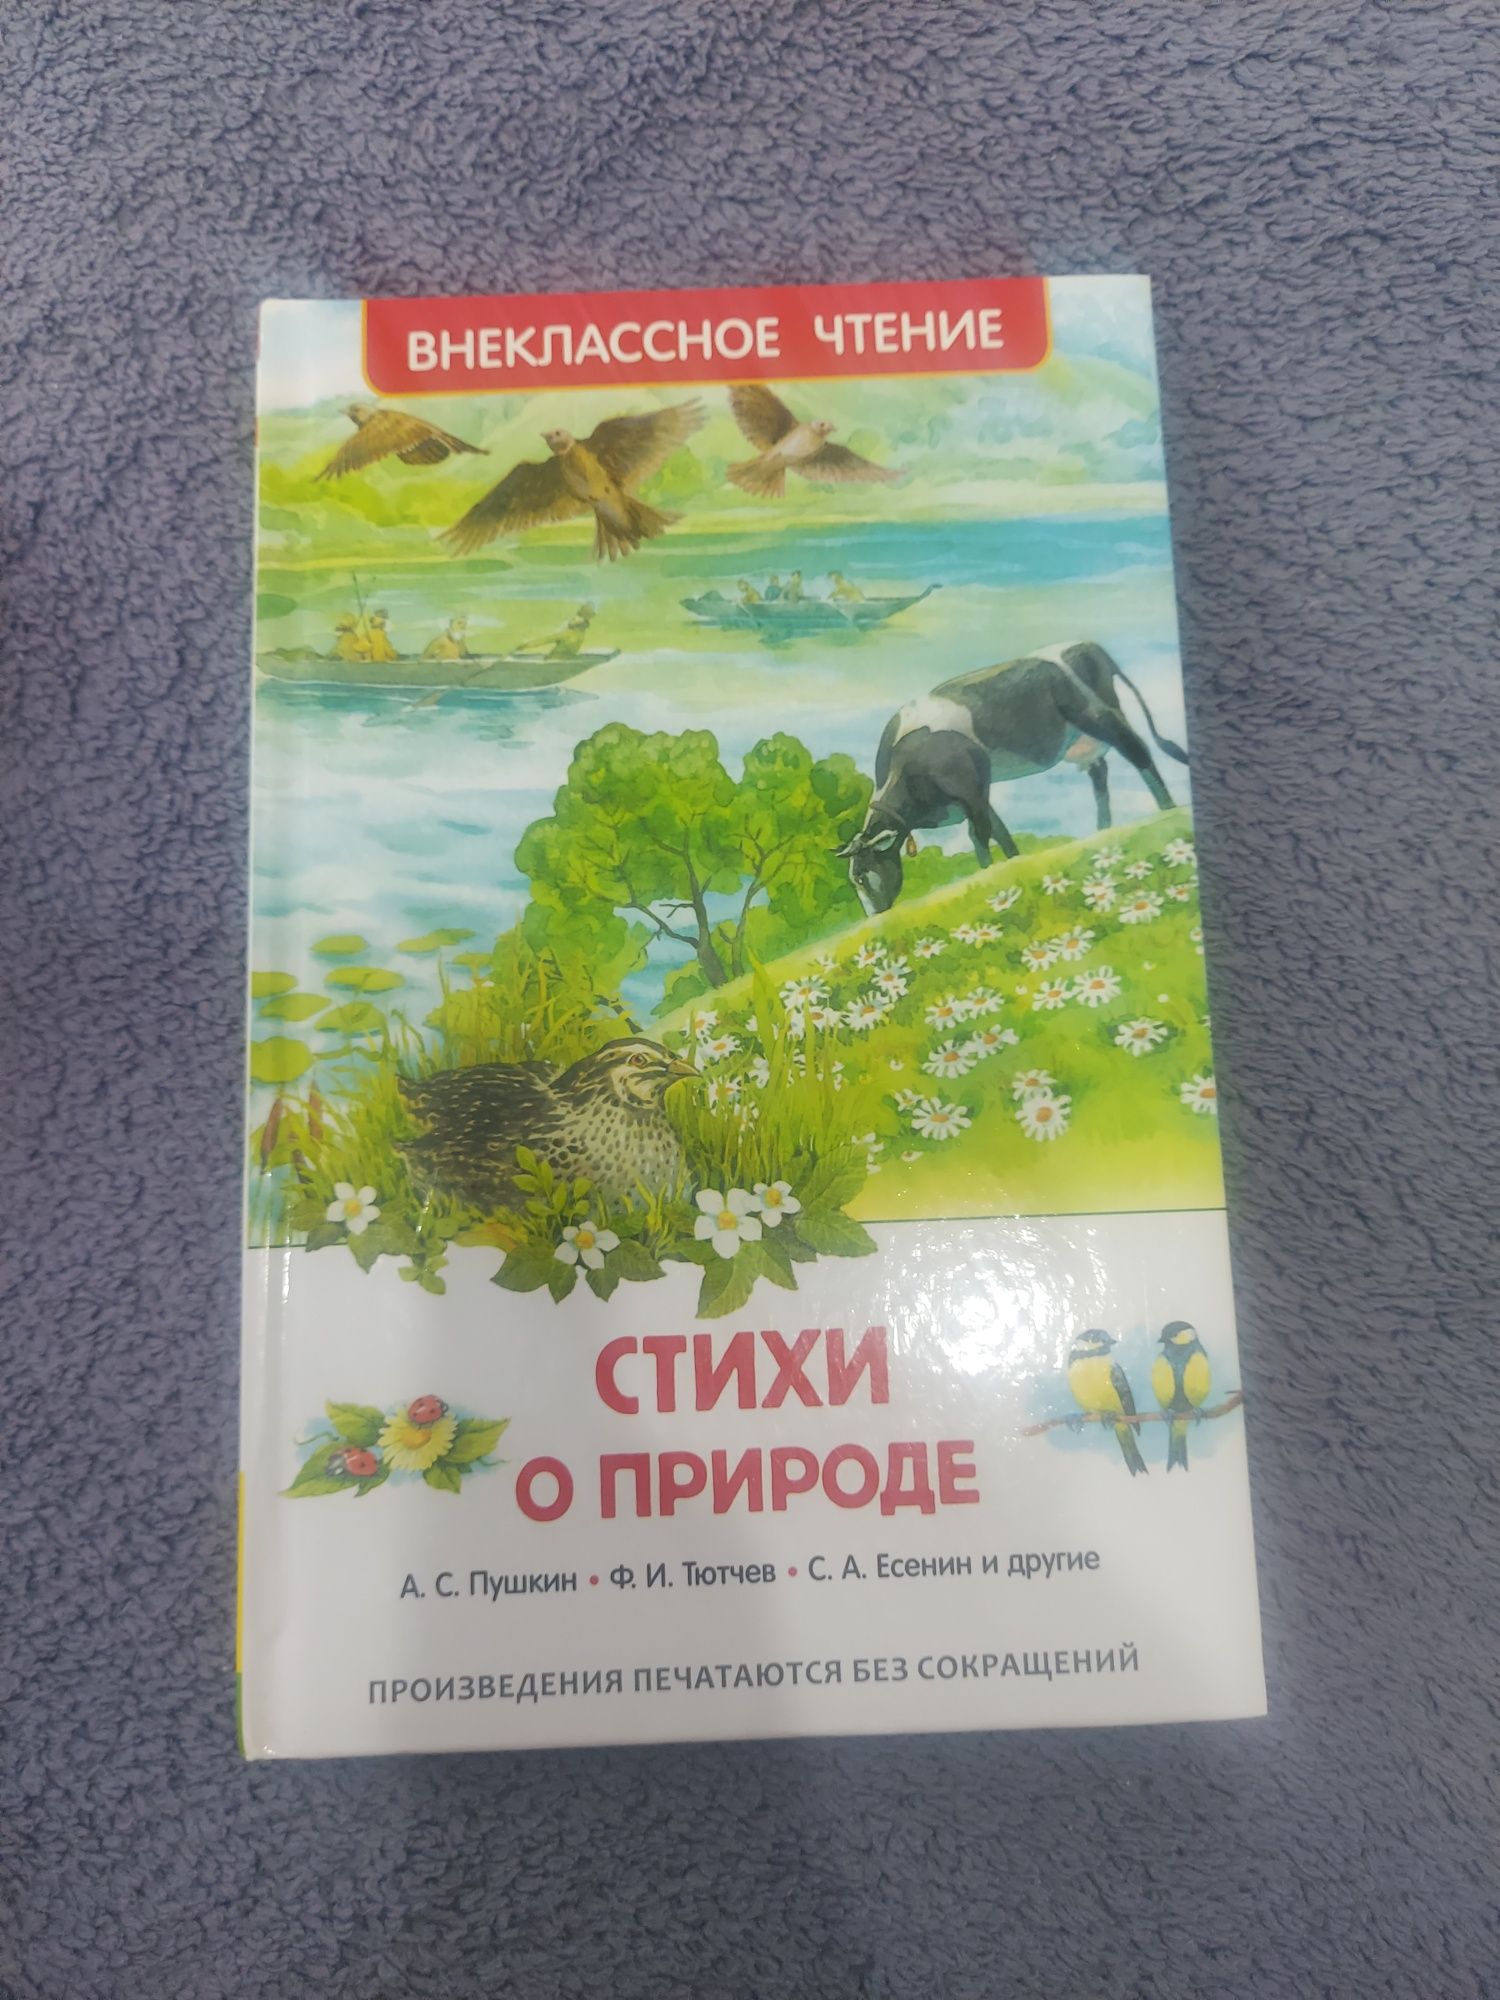 ВНЕКЛАССНОЕ ЧТЕНИЕ
СТИХИ
О ПРИРОДЕ
А. С. Пушкин • Ф. И. Тютчев • С. А. Есенин и другие
ПРОИЗВЕДЕНИЯ ПЕЧАТАЮТСЯ БЕЗ СОКРАЩЕНИЙ